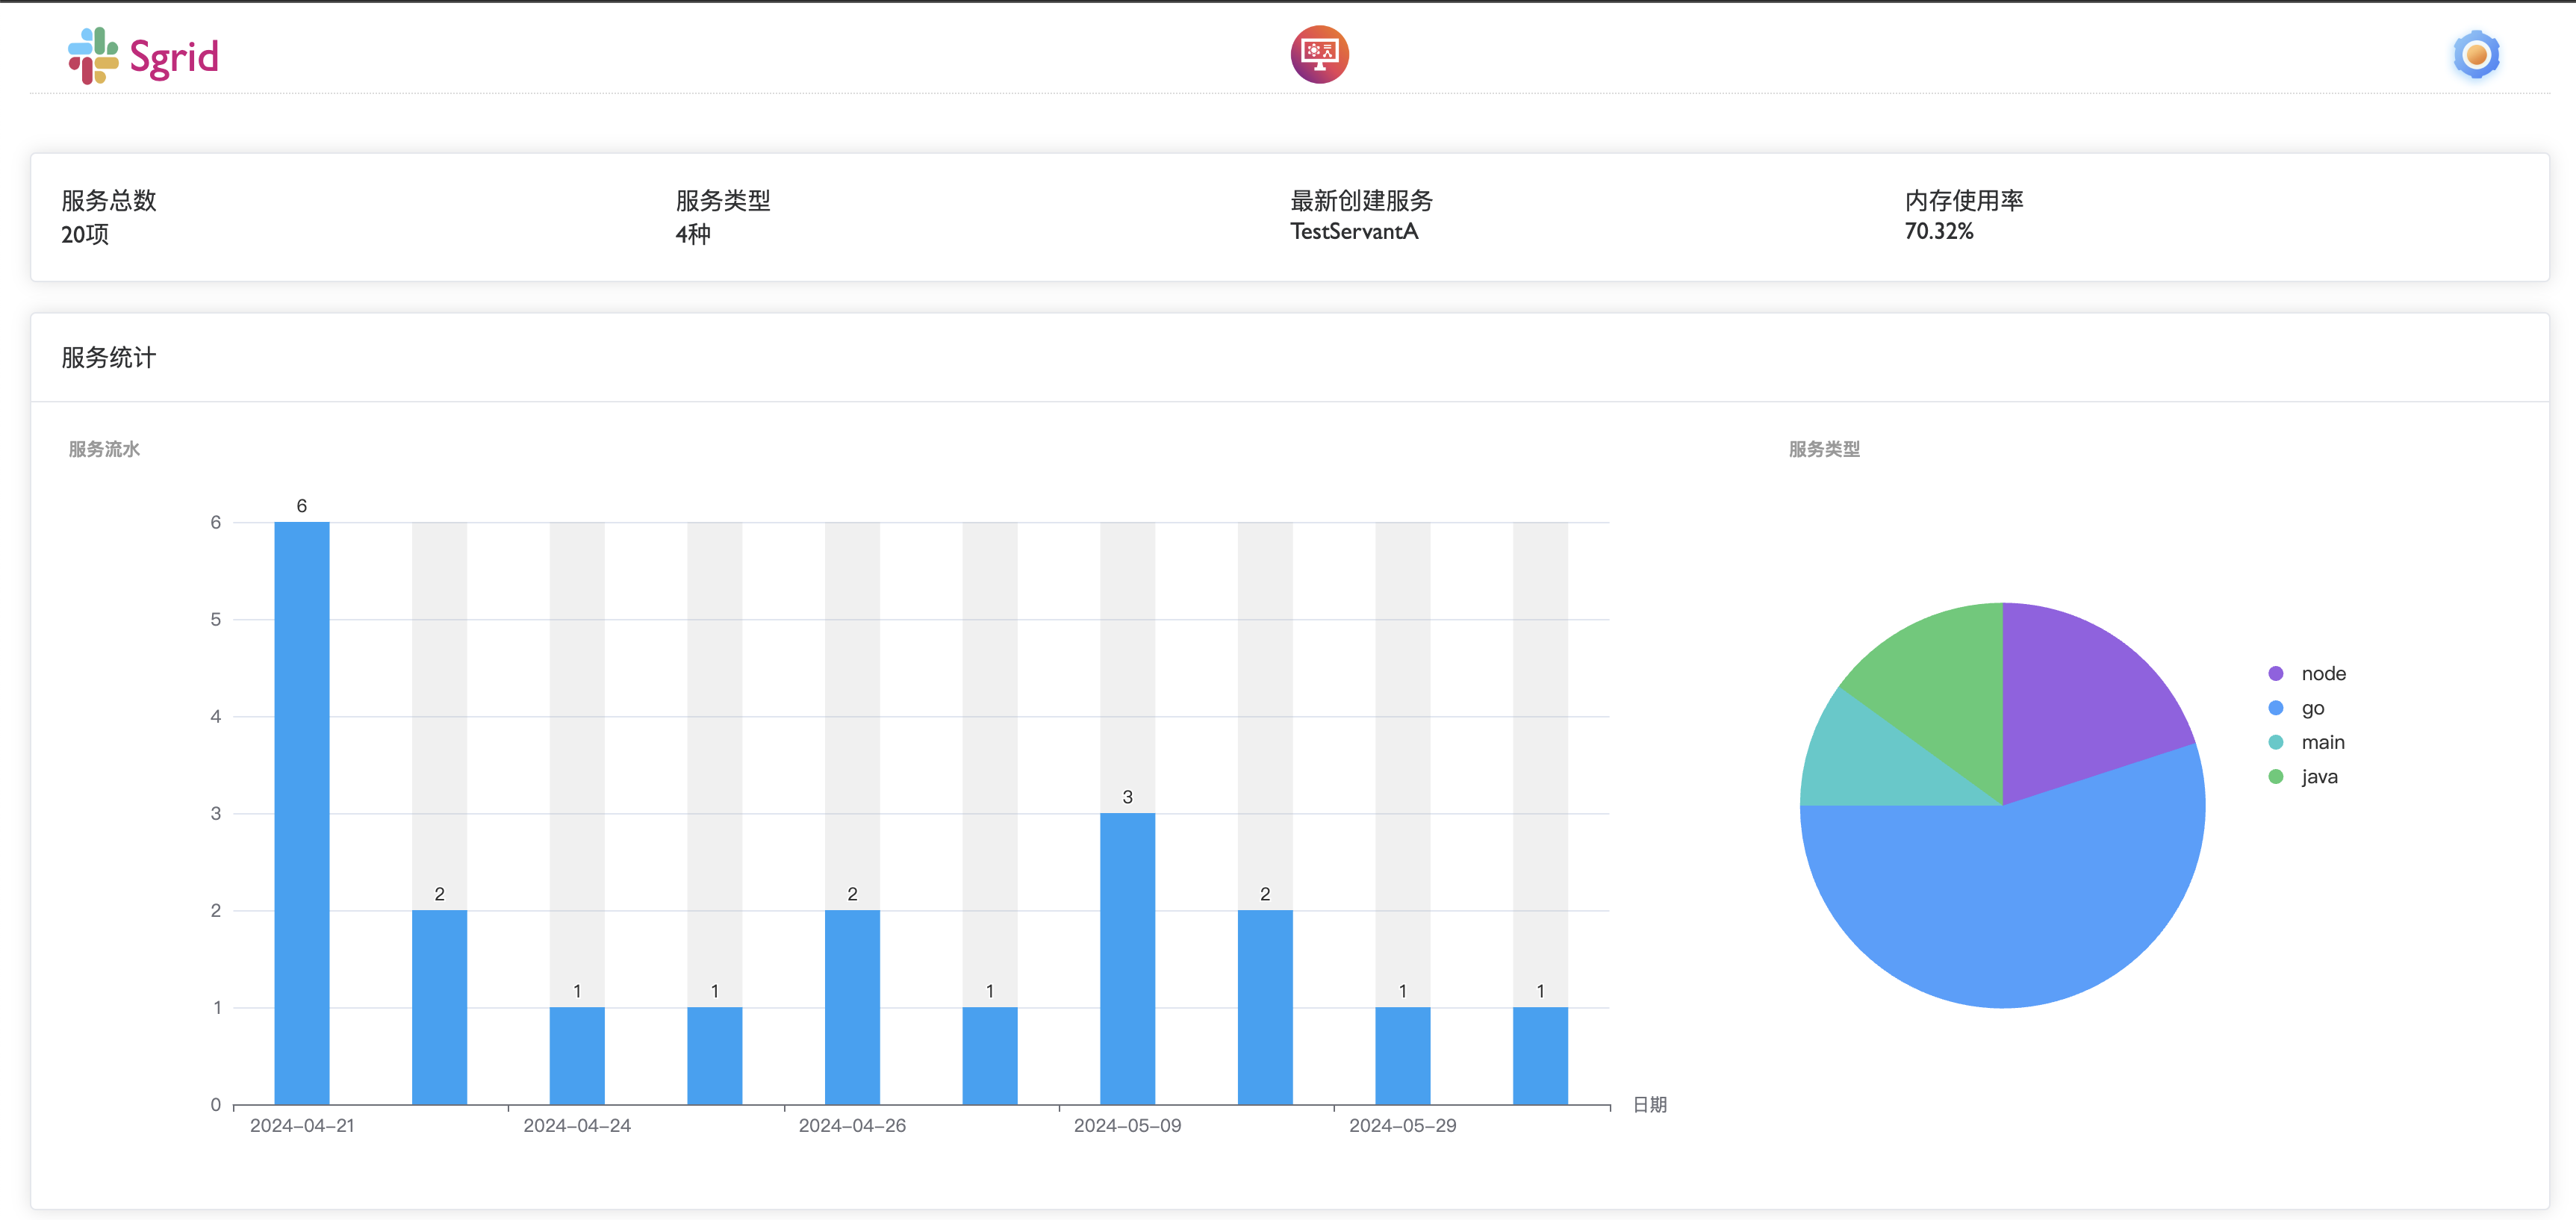 Sgrid
服务总数
20项
服务类型
4种
最新创建服务
TestServantA
内存使用率
70.32%
服务统计
服务流水
6
5
4
3
2
1
0
6
2
1
1
2
1
3
2
1
1
2024-04-21
2024-04-24
2024-04-26
2024-05-09
2024-05-29
日期
服务类型
node
go
main
java